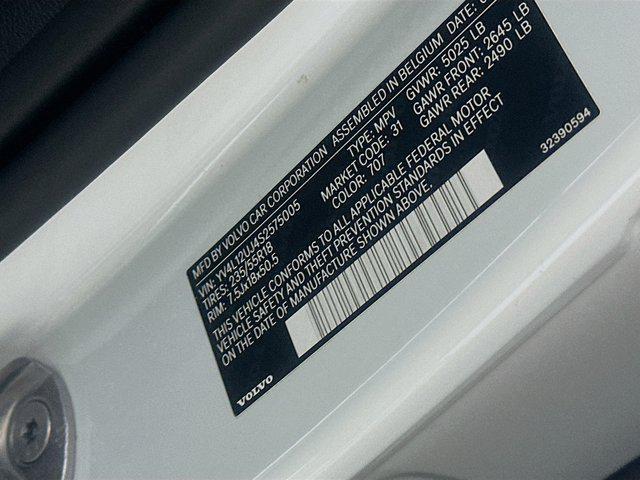 MFD BY VOLVO CAR CORPORATION ASSEMBLED IN BELGIUM DATE:
VIN: YV4L12UJ4S2575005 TYPE: MPV GVWR: 5025 LB
TIRES: 235/55R18 MARKET CODE: 31 GAWR FRONT: 2645 LB
RIM: 7.5Jx18x50.5 COLOR: 707 GAWR REAR: 2490 LB
THIS VEHICLE CONFORMS TO ALL APPLICABLE FEDERAL MOTOR
VEHICLE SAFETY AND THEFT PREVENTION STANDARDS IN EFFECT
ON THE DATE OF MANUFACTURE SHOWN ABOVE.
32390594
VOLVO